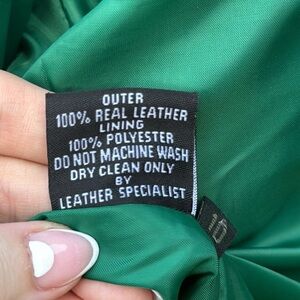 OUTER
100% REAL LEATHER
LINING
100% POLYESTER
DO NOT MACHINE WASH
DRY CLEAN ONLY
BY
LEATHER SPECIALIST